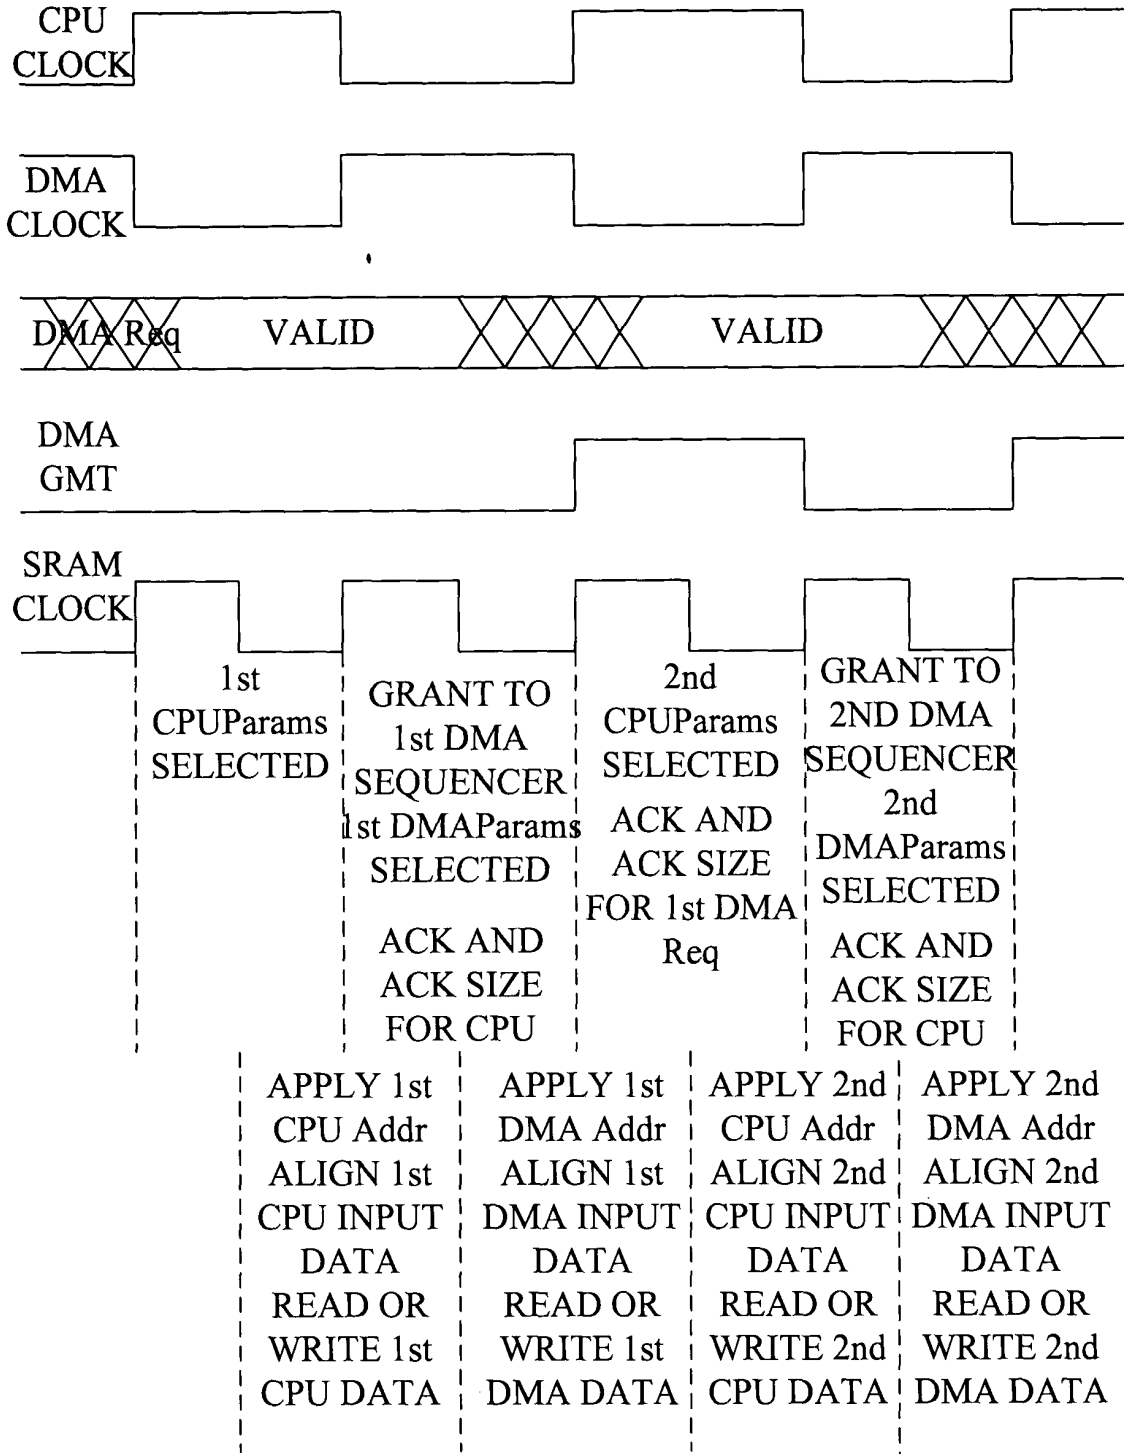 CPU
CLOCK
DMA
CLOCK
DMA Req
VALID
VALID
DMA
GMT
SRAM
CLOCK
1st
CPUParams
SELECTED
GRANT TO
1st DMA
SEQUENCER
1st DMAParams
SELECTED
ACK AND
ACK SIZE
FOR CPU
2nd
CPUParams
SELECTED
ACK AND
ACK SIZE
FOR 1st DMA
Req
GRANT TO
2ND DMA
SEQUENCER
2nd
DMAParams
SELECTED
ACK AND
ACK SIZE
FOR CPU
APPLY 1st
CPU Addr
ALIGN 1st
CPU INPUT
DATA
READ OR
WRITE 1st
CPU DATA
APPLY 1st
DMA Addr
ALIGN 1st
DMA INPUT
DATA
READ OR
WRITE 1st
DMA DATA
APPLY 2nd
CPU Addr
ALIGN 2nd
CPU INPUT
DATA
READ OR
WRITE 2nd
CPU DATA
APPLY 2nd
DMA Addr
ALIGN 2nd
DMA INPUT
DATA
READ OR
WRITE 2nd
DMA DATA